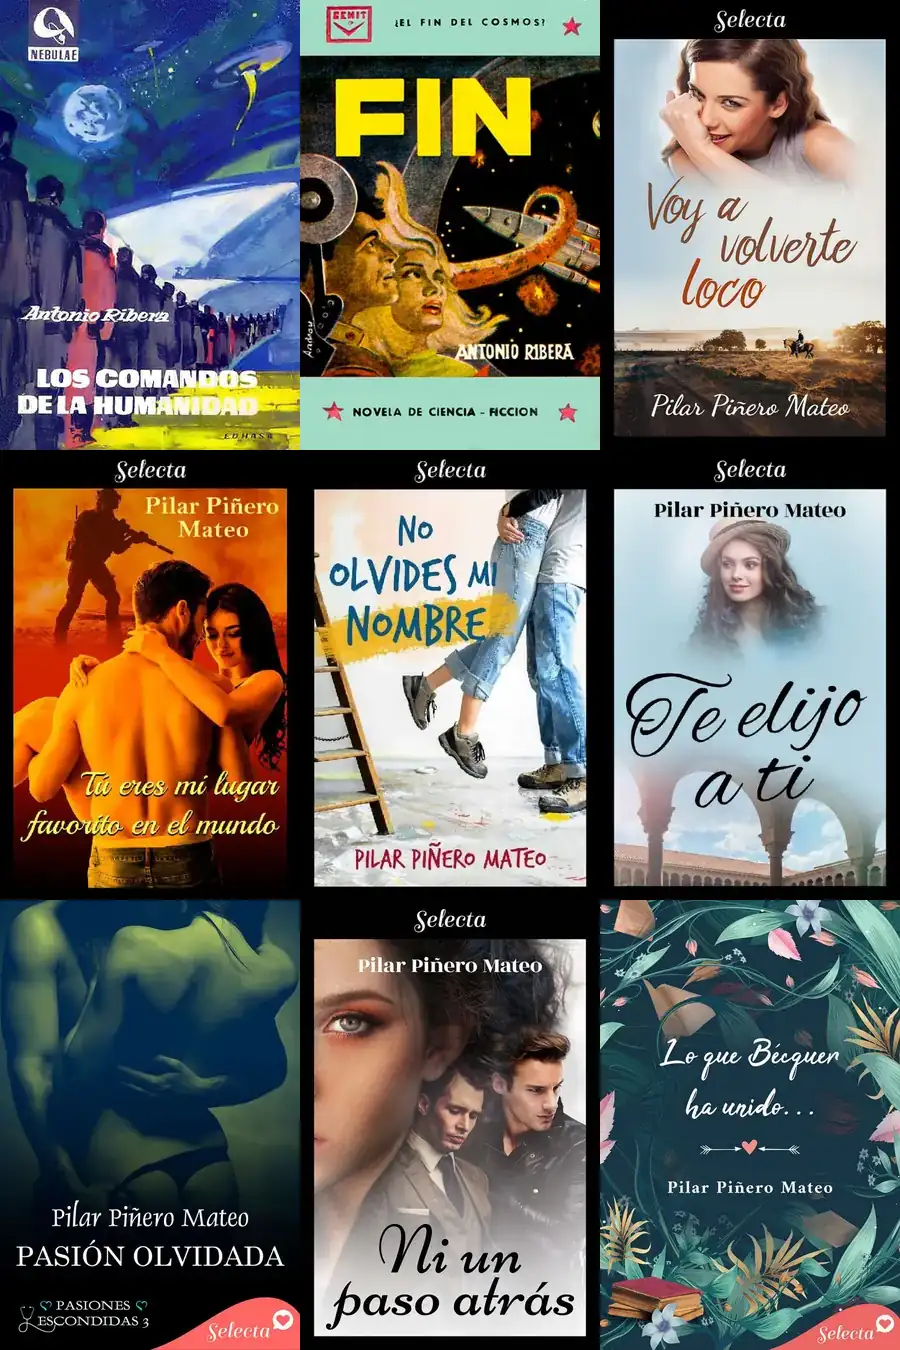 NEBULAE
Antonio Ribera
LOS COMANDOS
DE LA HUMANIDAD
EDHASA
CENIT
¿EL FIN DEL COSMOS?
FIN
Andrey
ANTONIO RIBERA
NOVELA DE CIENCIA - FICCION
Selecta
Voy a
volverte
loco
Pilar Piñero Mateo
Selecta
Pilar Piñero
Mateo
Tú eres mi lugar
favorito en el mundo
Selecta
NO
OLVIDES MI
NOMBRE
PILAR PIÑERO MATEO
Selecta
Pilar Piñero Mateo
Te elijo
a ti
Pilar Piñero Mateo
PASIÓN OLVIDADA
PASIONES
ESCONDIDAS 3
Selecta
Selecta
Pilar Piñero Mateo
Ni un
paso atrás
Lo que Bécquer
ha unido...
Pilar Piñero Mateo
Selecta